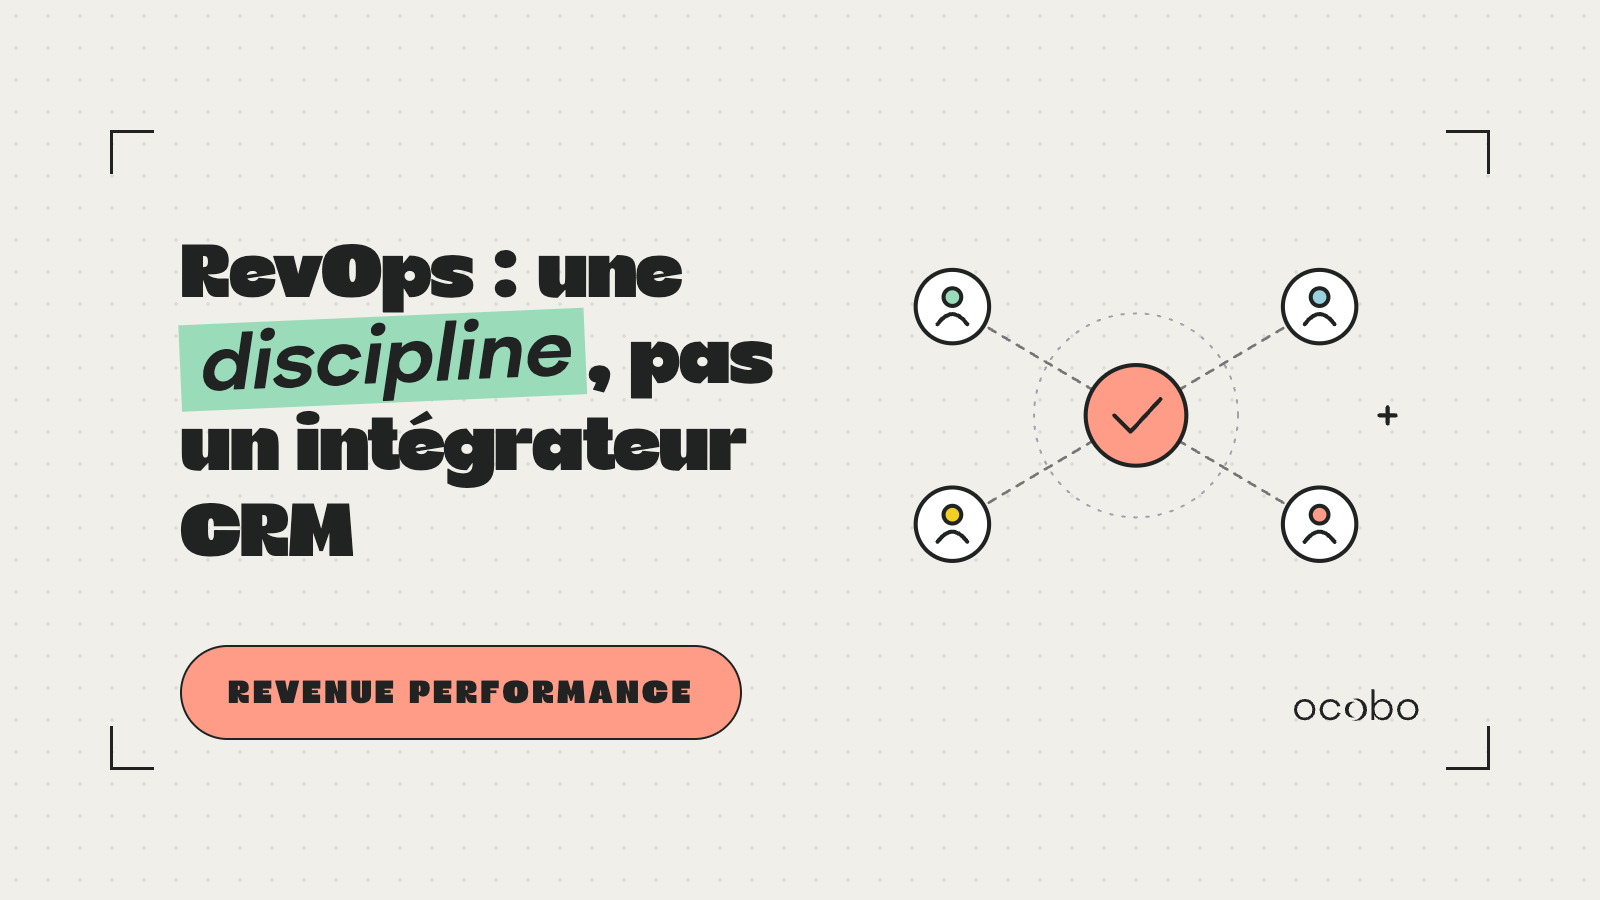 RevOps : une
discipline, pas
un intégrateur
CRM
REVENUE PERFORMANCE
ocobo